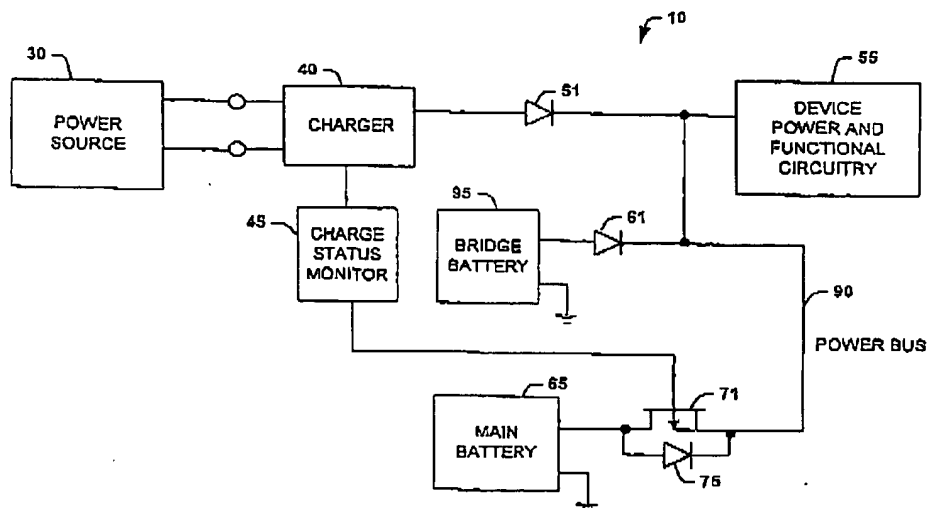 10
30
POWER
SOURCE
40
CHARGER
51
55
DEVICE
POWER AND
FUNCTIONAL
CIRCUITRY
45
CHARGE
STATUS
MONITOR
95
BRIDGE
BATTERY
61
90
POWER BUS
65
MAIN
BATTERY
71
75